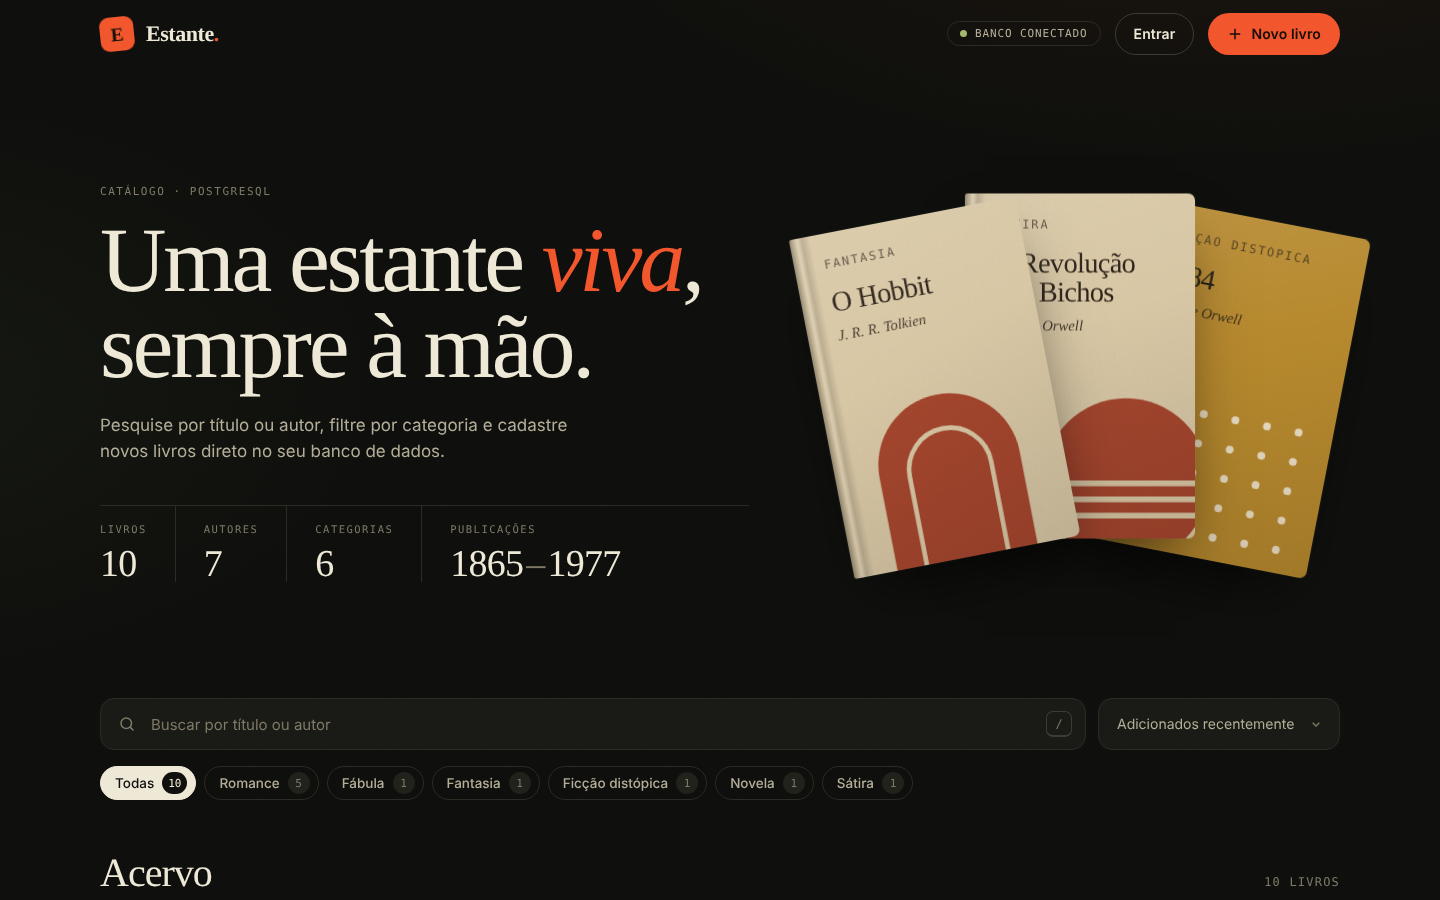 E
Estante.
BANCO CONECTADO
Entrar
+ Novo livro
CATÁLOGO · POSTGRESQL
Uma estante viva,
sempre à mão.
Pesquise por título ou autor, filtre por categoria e cadastre
novos livros direto no seu banco de dados.
LIVROS
10
AUTORES
7
CATEGORIAS
6
PUBLICAÇÕES
1865–1977
FANTASIA
O Hobbit
J. R. R. Tolkien
Revolução
Bichos
Orwell
DISTÓPICA
Orwell
Buscar por título ou autor
/
Adicionados recentemente
Todas 10
Romance 5
Fábula 1
Fantasia 1
Ficção distópica 1
Novela 1
Sátira 1
Acervo
10 LIVROS